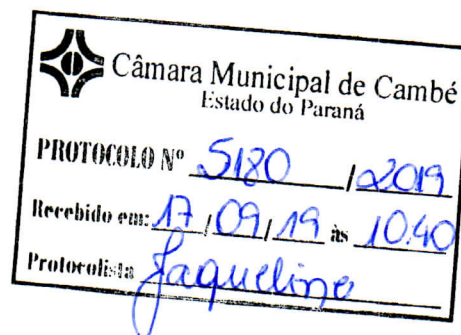 Câmara Municipal de Cambé
Estado do Paraná
PROTOCOLO Nº 5180 /2019
Recebido em: 17 /09/ 19 às 10:40
Protocolista Jaqueline